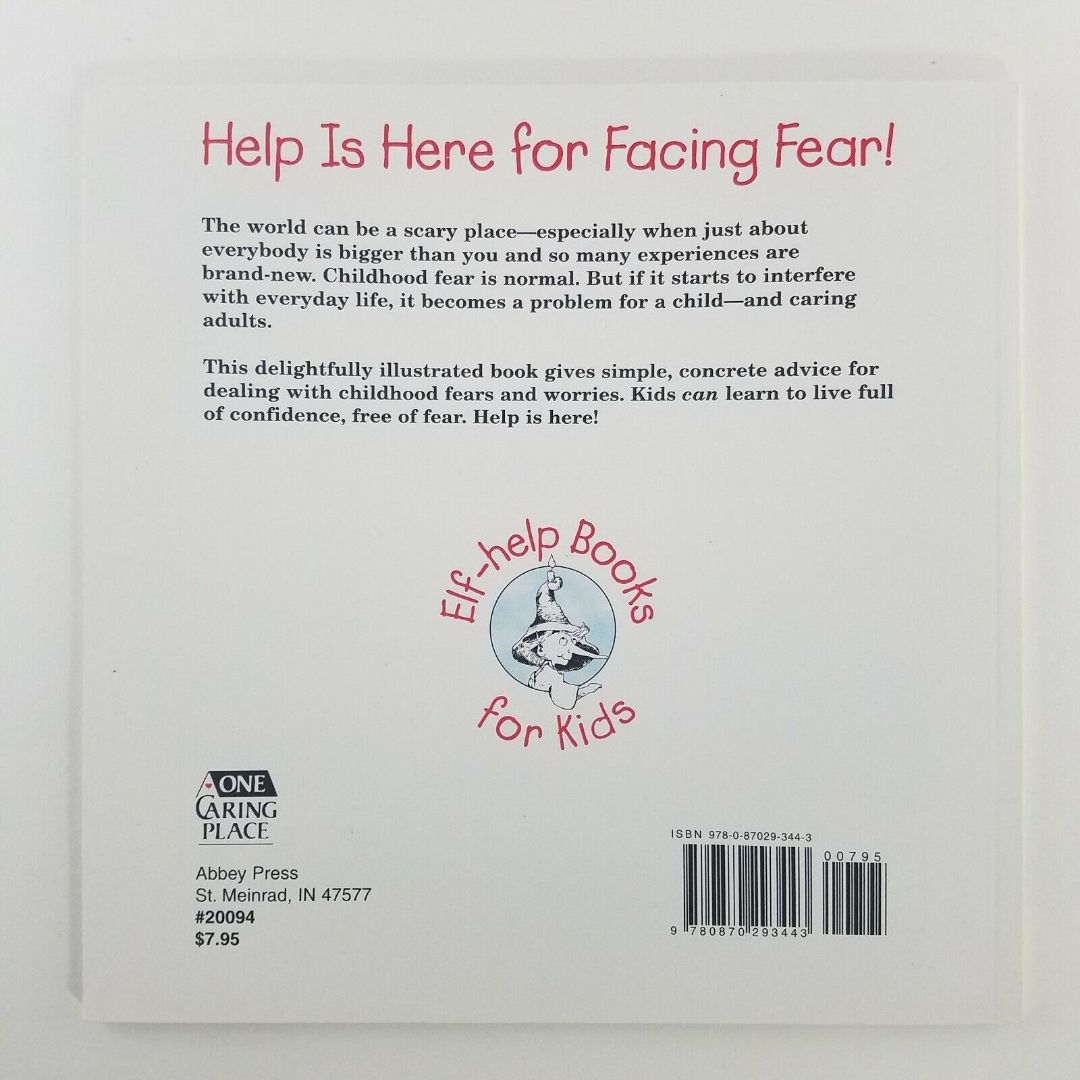 Help Is Here for Facing Fear!
The world can be a scary place—especially when just about
everybody is bigger than you and so many experiences are
brand-new. Childhood fear is normal. But if it starts to interfere
with everyday life, it becomes a problem for a child—and caring
adults.
This delightfully illustrated book gives simple, concrete advice for
dealing with childhood fears and worries. Kids can learn to live full
of confidence, free of fear. Help is here!
Elf-help Books
for Kids
ONE
CARING
PLACE
Abbey Press
St. Meinrad, IN 47577
#20094
$7.95
ISBN 978-0-87029-344-3
00795
9 780870 293443